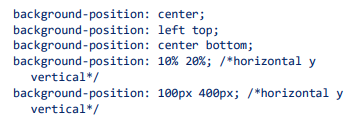 background-position: center;
background-position: left top;
background-position: center bottom;
background-position: 10% 20%; /*horizontal y
vertical*/
background-position: 100px 400px; /*horizontal y
vertical*/